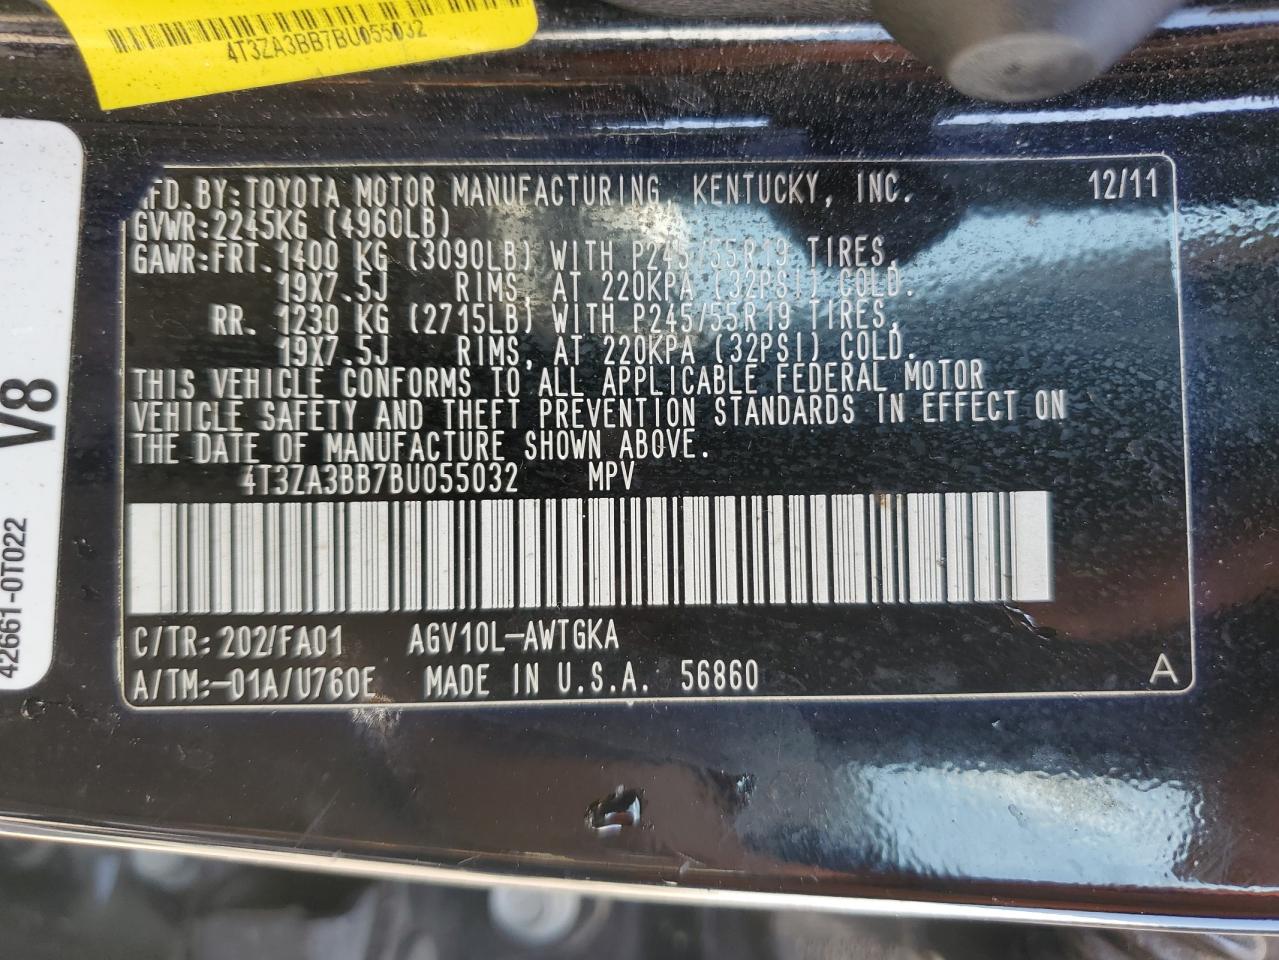 4T3ZA3BB7BU055032
MFD.BY:TOYOTA MOTOR MANUFACTURING, KENTUCKY, INC. 12/11
GVWR:2245KG (4960LB)
GAWR:FRT.1400 KG (3090LB) WITH P245/55R19 TIRES,
19X7.5J RIMS, AT 220KPA (32PSI) COLD.
RR. 1230 KG (2715LB) WITH P245/55R19 TIRES,
19X7.5J RIMS, AT 220KPA (32PSI) COLD.
THIS VEHICLE CONFORMS TO ALL APPLICABLE FEDERAL MOTOR
VEHICLE SAFETY AND THEFT PREVENTION STANDARDS IN EFFECT ON
THE DATE OF MANUFACTURE SHOWN ABOVE.
4T3ZA3BB7BU055032 MPV
C/TR:202/FA01 AGV10L-AWTGKA
A/TM:-01A/U760E MADE IN U.S.A. 56860 A
V8
42661-0T022